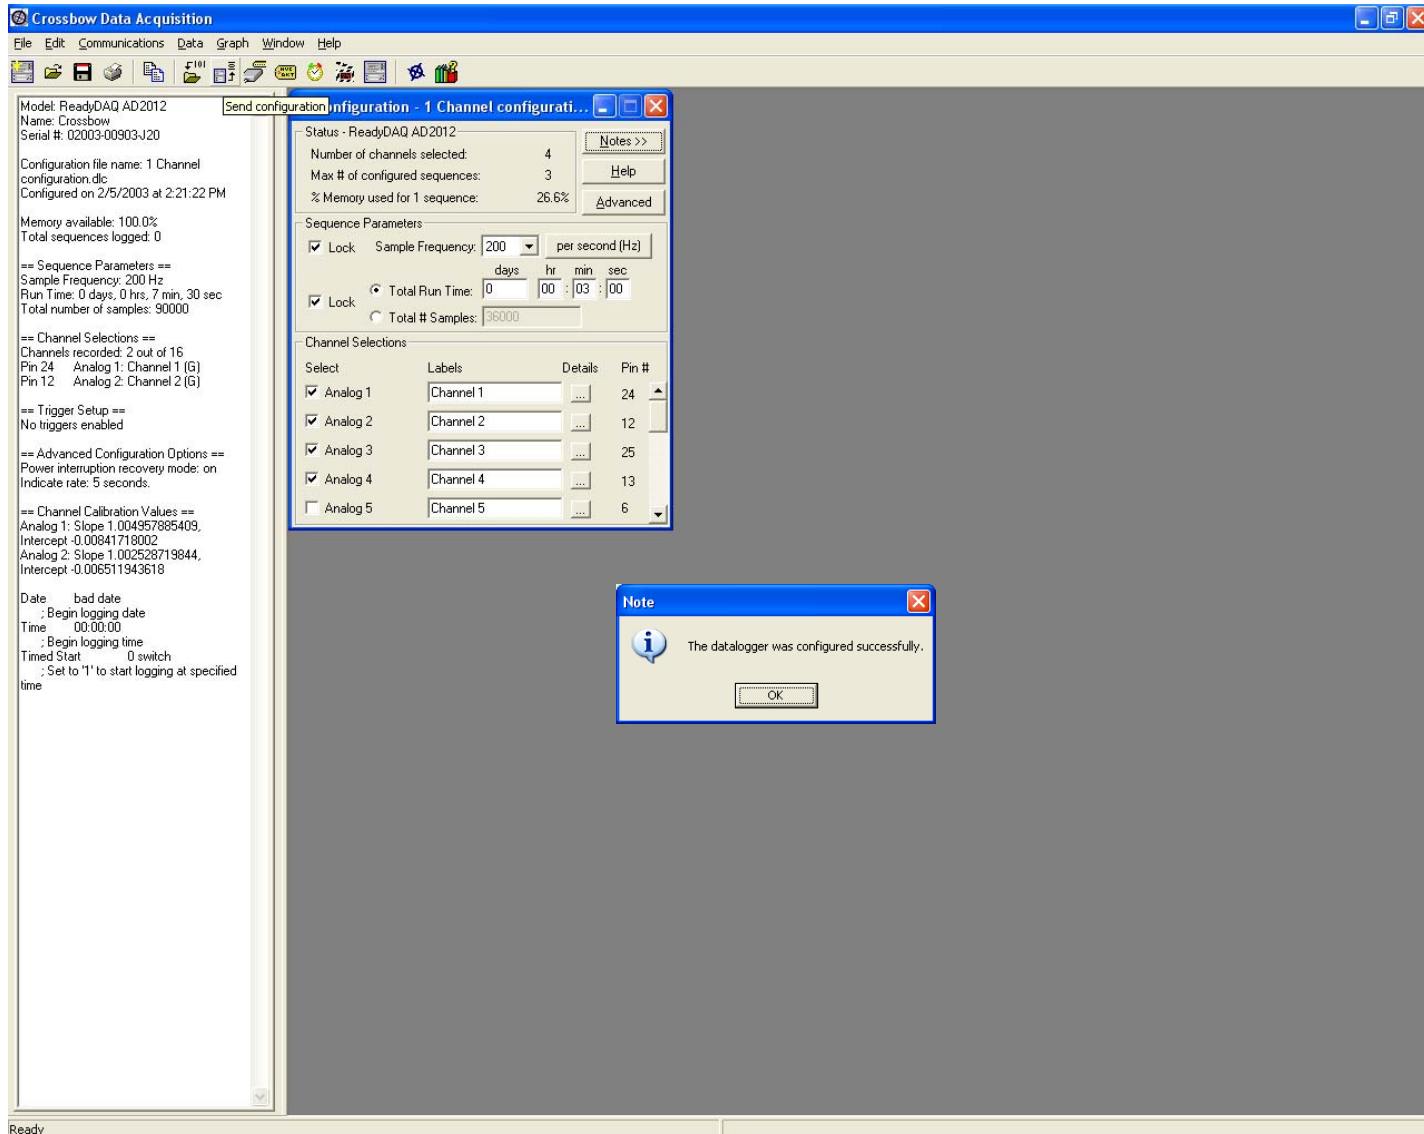 Crossbow Data Acquisition
File Edit Communications Data Graph Window Help
Send configuration
Model: ReadyDAQ AD2012
Name: Crossbow
Serial #: 02003-00903-J20
Configuration file name: 1 Channel
configuration.dlc
Configured on 2/5/2003 at 2:21:22 PM
Memory available: 100.0%
Total sequences logged: 0
== Sequence Parameters ==
Sample Frequency: 200 Hz
Run Time: 0 days, 0 hrs, 7 min, 30 sec
Total number of samples: 90000
== Channel Selections ==
Channels recorded: 2 out of 16
Pin 24 Analog 1: Channel 1 (G)
Pin 12 Analog 2: Channel 2 (G)
== Trigger Setup ==
No triggers enabled
== Advanced Configuration Options ==
Power interruption recovery mode: on
Indicate rate: 5 seconds.
== Channel Calibration Values ==
Analog 1: Slope 1.004957885409,
Intercept -0.00841718002
Analog 2: Slope 1.002528719844,
Intercept -0.006511943618
Date bad date
; Begin logging date
Time 00:00:00
; Begin logging time
Timed Start 0 switch
; Set to '1' to start logging at specified
time
onfiguration - 1 Channel configurati...
Status - ReadyDAQ AD2012
Number of channels selected: 4
Max # of configured sequences: 3
% Memory used for 1 sequence: 26.6%
Notes >>
Help
Advanced
Sequence Parameters
Lock Sample Frequency: 200 per second (Hz)
days hr min sec
Lock
Total Run Time: 0 00 : 03 : 00
Total # Samples: 36000
Channel Selections
Select Labels Details Pin #
Analog 1 Channel 1 ... 24
Analog 2 Channel 2 ... 12
Analog 3 Channel 3 ... 25
Analog 4 Channel 4 ... 13
Analog 5 Channel 5 ... 6
Note
The datalogger was configured successfully.
OK
Ready